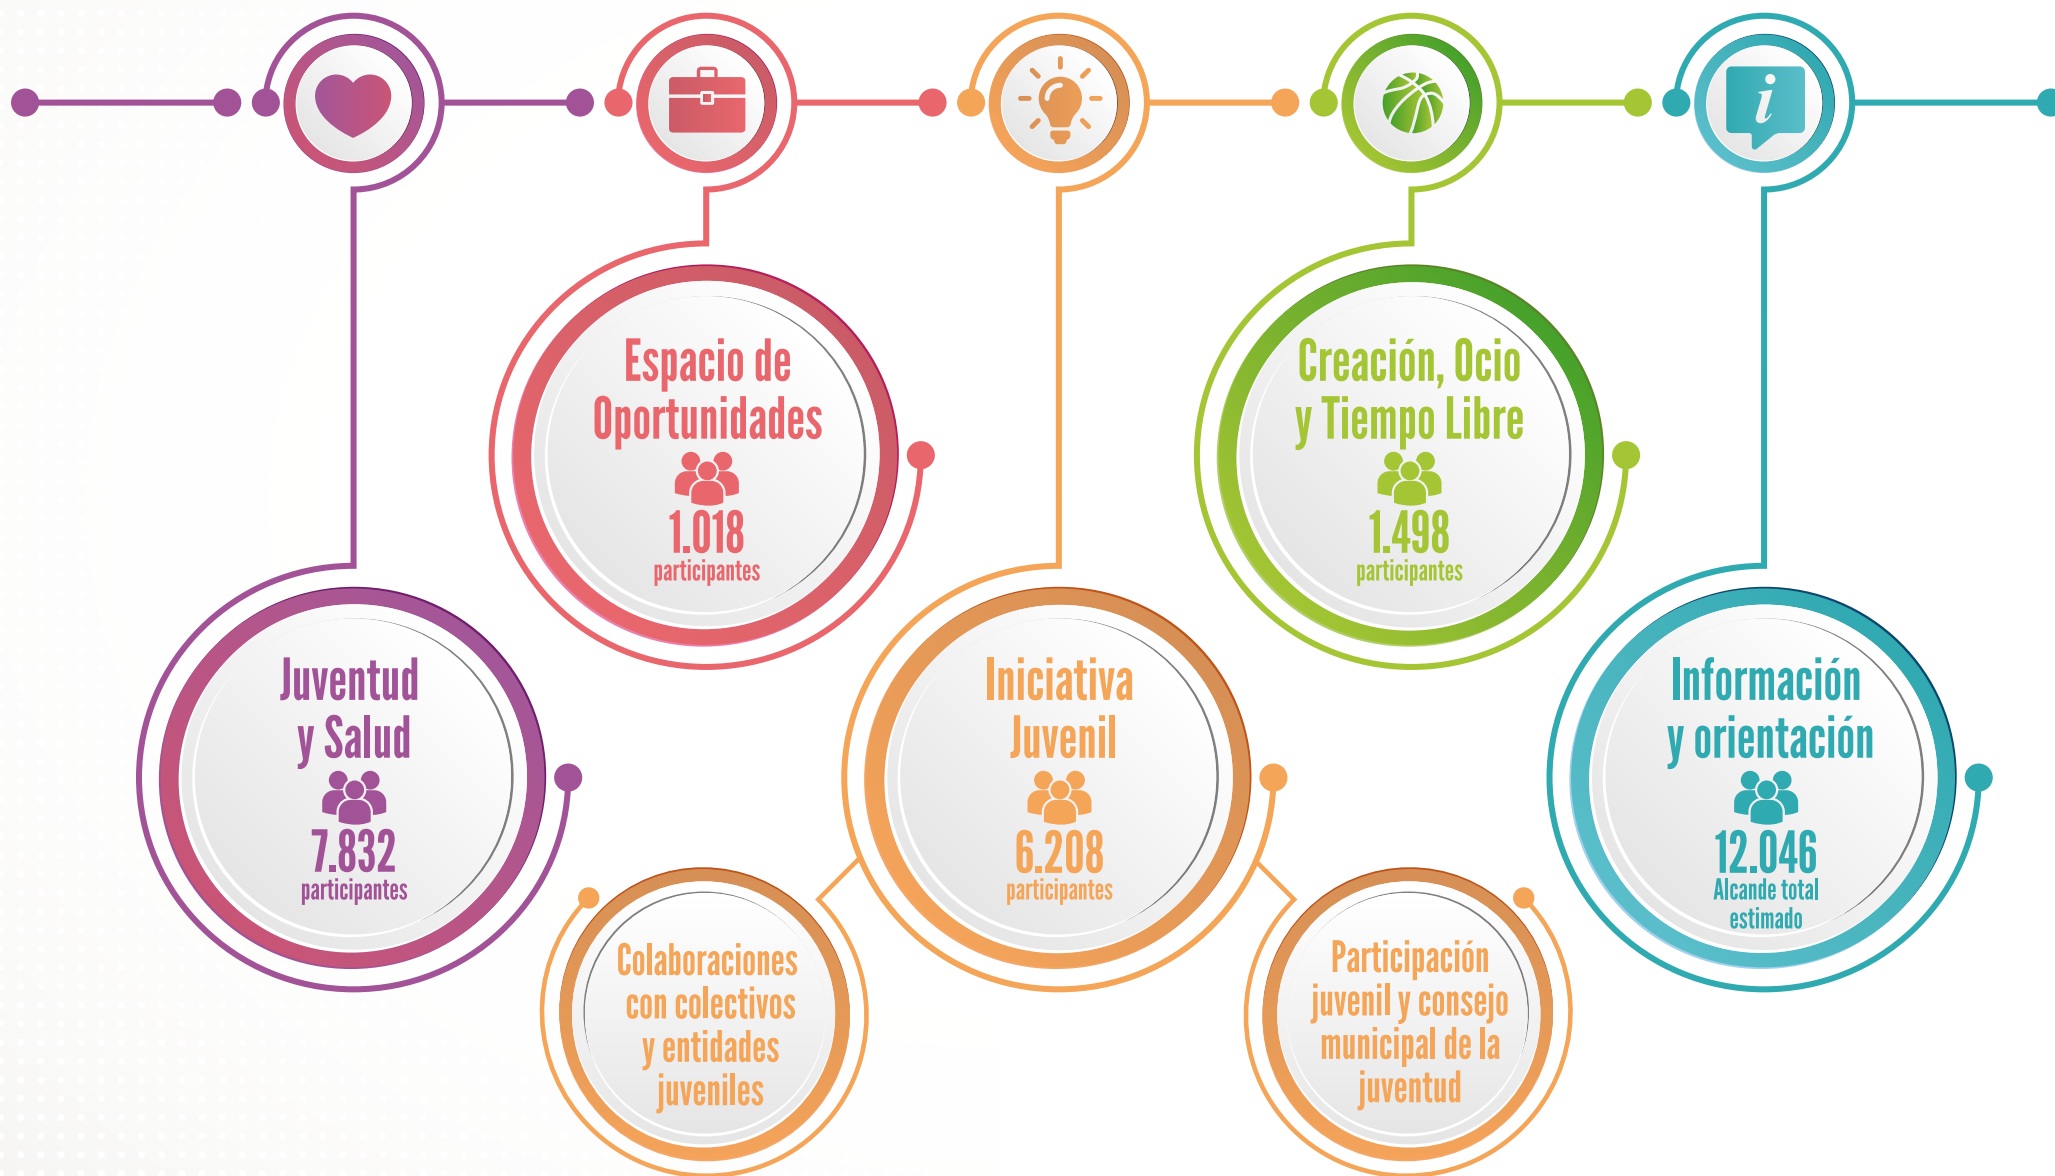 i
Espacio de
Oportunidades
1.018
participantes
Creación, Ocio
y Tiempo Libre
1.498
participantes
Juventud
y Salud
7.832
participantes
Iniciativa
Juvenil
6.208
participantes
Información
y orientación
12.046
Alcande total
estimado
Colaboraciones
con colectivos
y entidades
juveniles
Participación
juvenil y consejo
municipal de la
juventud